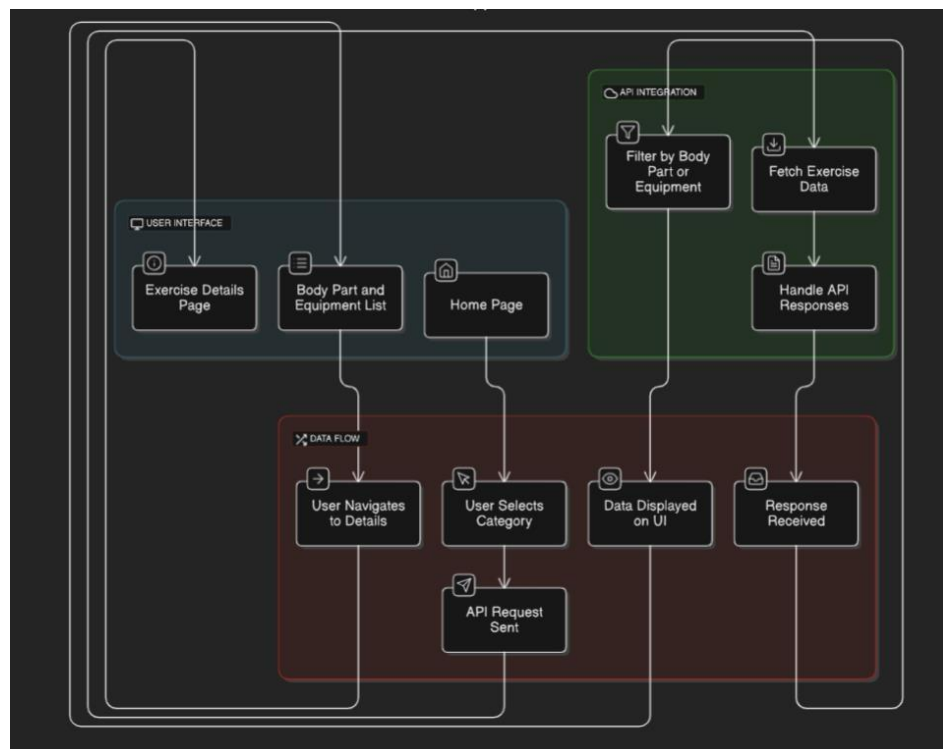 API INTEGRATION
Filter by Body
Part or
Equipment
Fetch Exercise
Data
USER INTERFACE
Exercise Details
Page
Body Part and
Equipment List
Home Page
Handle API
Responses
DATA FLOW
User Navigates
to Details
User Selects
Category
Data Displayed
on UI
Response
Received
API Request
Sent